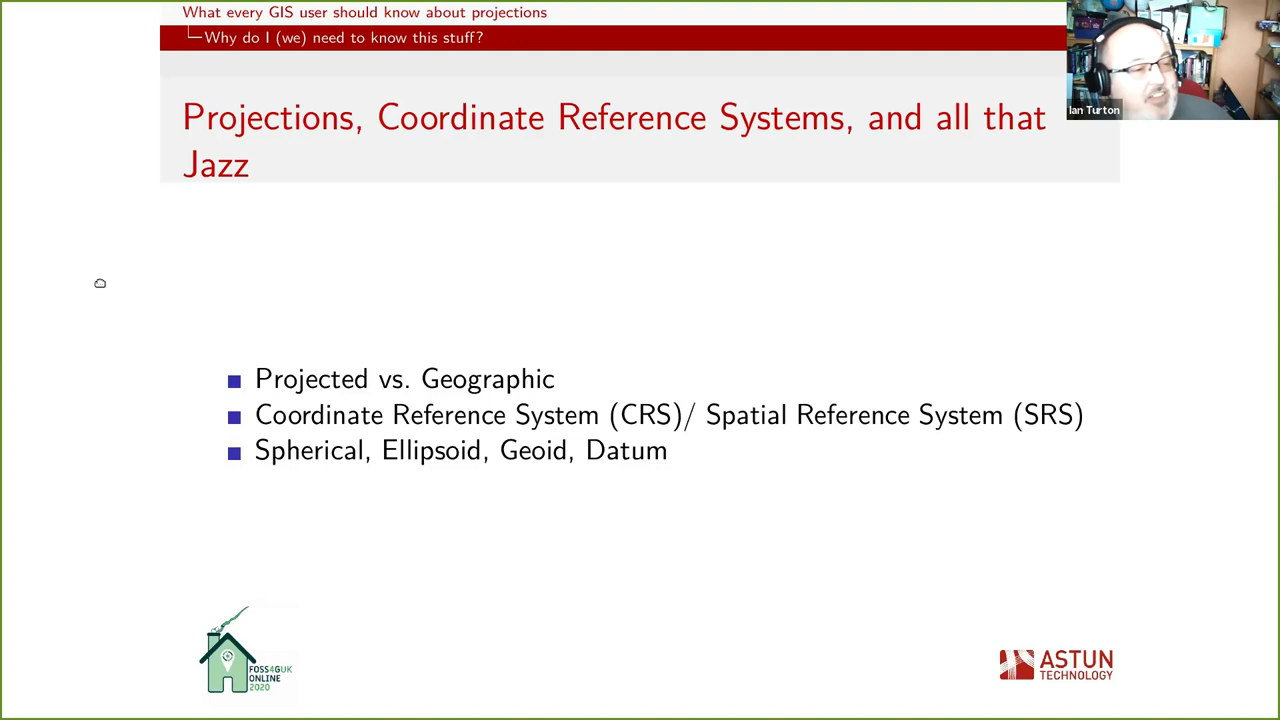 What every GIS user should know about projections
Why do I (we) need to know this stuff?
Ian Turton
Projections, Coordinate Reference Systems, and all that
Jazz
Projected vs. Geographic
Coordinate Reference System (CRS)/ Spatial Reference System (SRS)
Spherical, Ellipsoid, Geoid, Datum
FOSS4GUK
ONLINE
2020
ASTUN
TECHNOLOGY